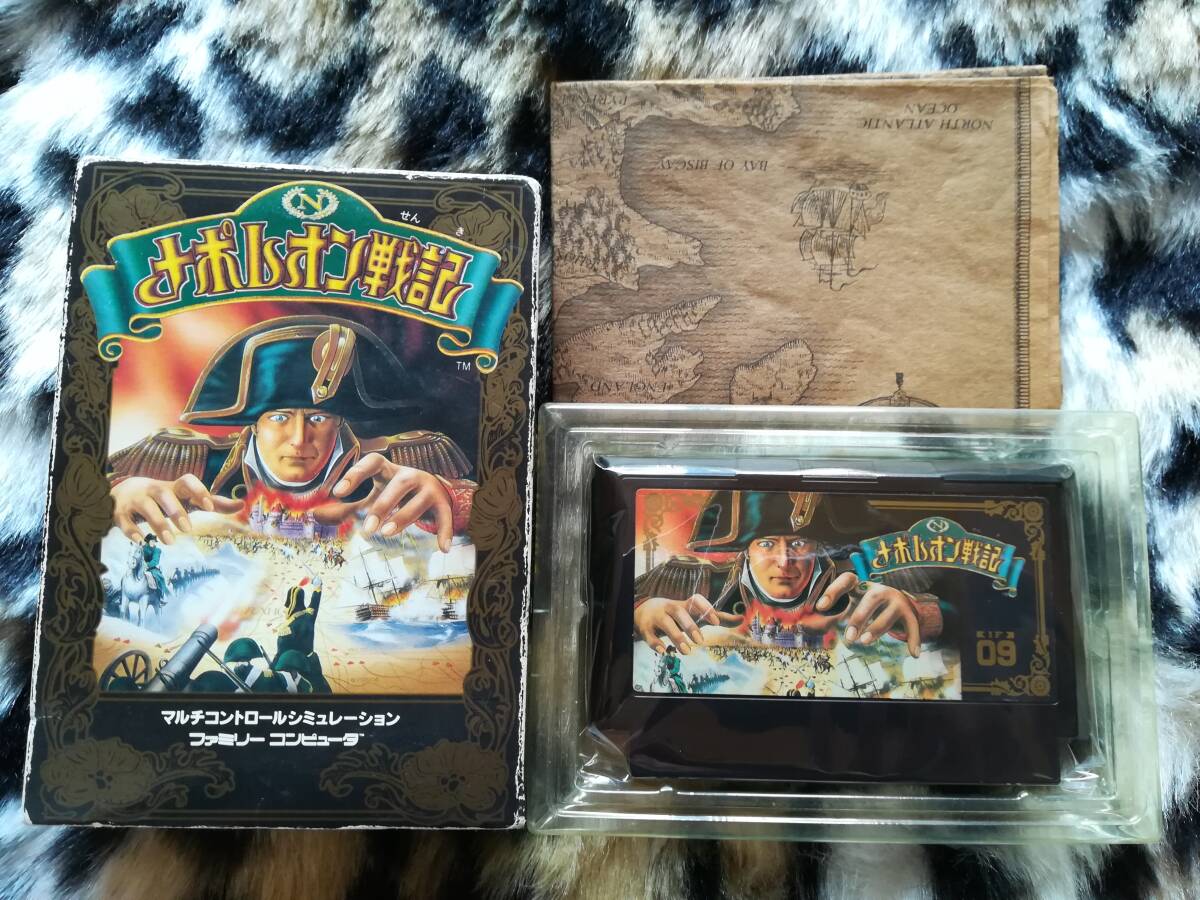 N
せん き
ナポレオン戦記
TM
マルチコントロールシミュレーション
ファミリー コンピュータ
PYRENEES
BAY OF BISCAY
NORTH ATLANTIC
OCEAN
ENGLAND
N
ナポレオン戦記
09